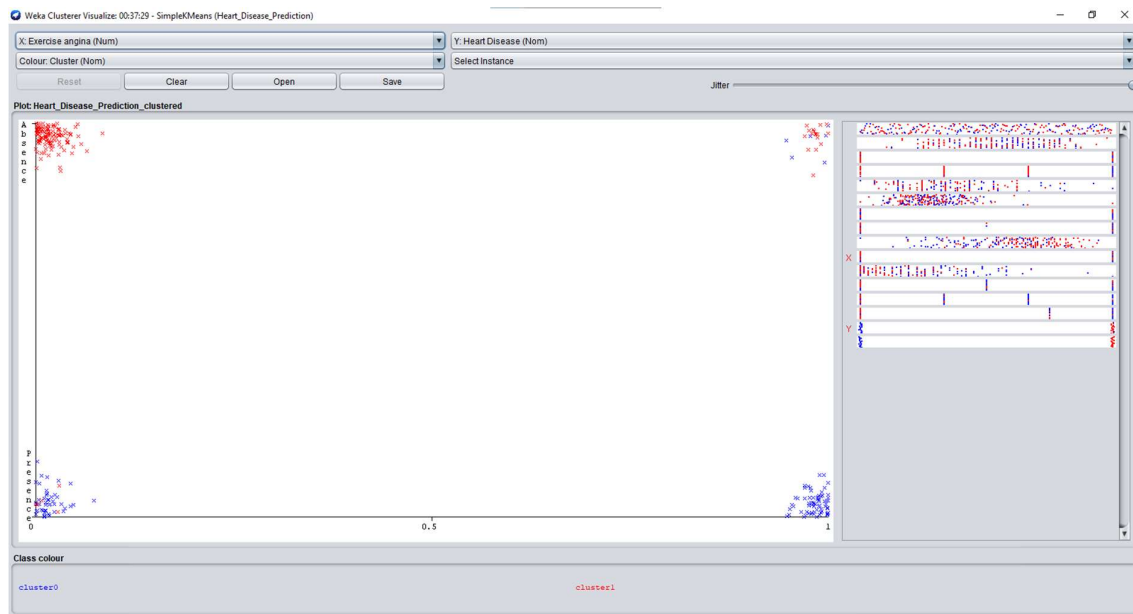 Weka Clusterer Visualize: 00:37:29 - SimpleKMeans (Heart_Disease_Prediction)
X: Exercise angina (Num)
Y: Heart Disease (Nom)
Colour: Cluster (Nom)
Select Instance
Reset
Clear
Open
Save
Jitter
Plot: Heart_Disease_Prediction_clustered
Absence
Presence
0
0.5
1
X
Y
Class colour
cluster0
cluster1